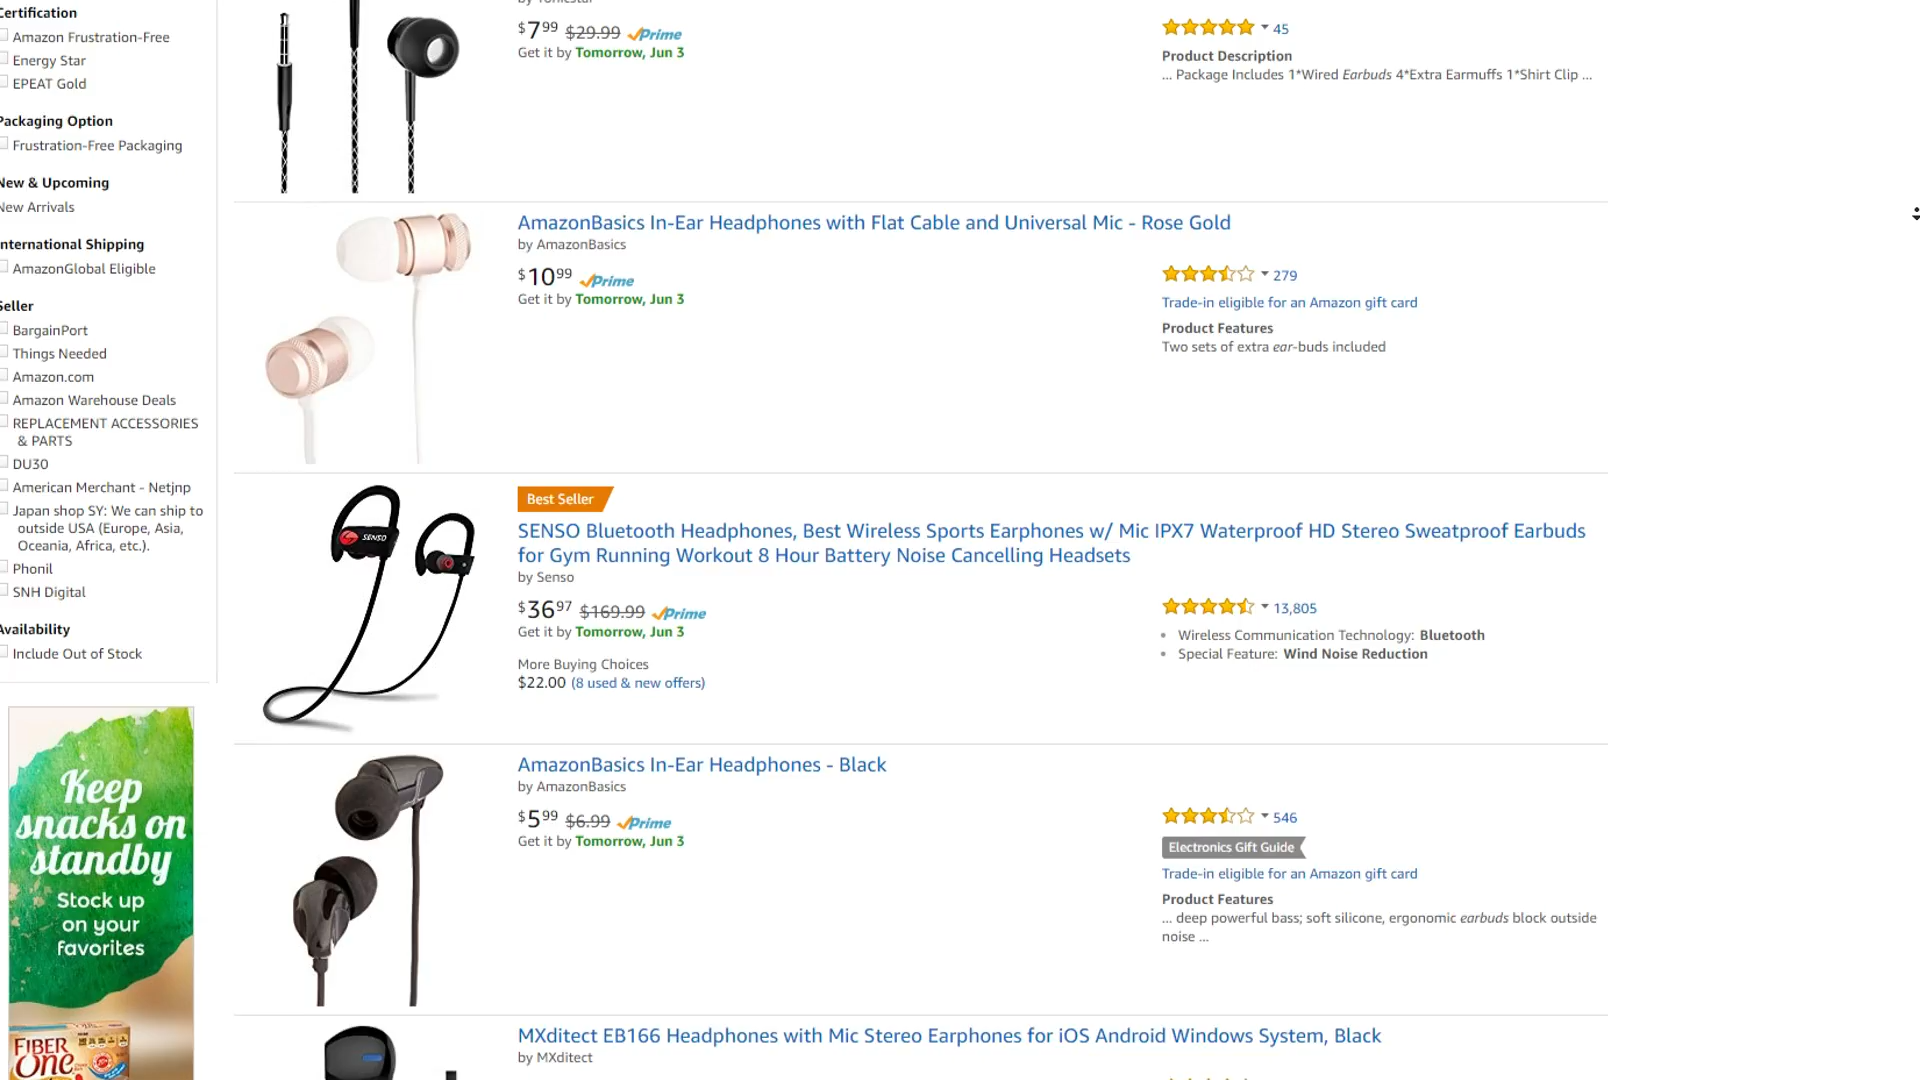 Certification
Amazon Frustration-Free
Energy Star
EPEAT Gold
Packaging Option
Frustration-Free Packaging
New & Upcoming
New Arrivals
International Shipping
AmazonGlobal Eligible
Seller
BargainPort
Things Needed
Amazon.com
Amazon Warehouse Deals
REPLACEMENT ACCESSORIES
& PARTS
DU30
American Merchant - Netjnp
Japan shop SY: We can ship to
outside USA (Europe, Asia,
Oceania, Africa, etc.).
Phonil
SNH Digital
Availability
Include Out of Stock
Keep
snacks on
standby
Stock up
on your
favorites
FIBER
One
$7 99 $29.99 Prime
Get it by Tomorrow, Jun 3
45
Product Description
... Package Includes 1*Wired Earbuds 4*Extra Earmuffs 1*Shirt Clip ...
AmazonBasics In-Ear Headphones with Flat Cable and Universal Mic - Rose Gold
by AmazonBasics
$10 99 Prime
Get it by Tomorrow, Jun 3
279
Trade-in eligible for an Amazon gift card
Product Features
Two sets of extra ear-buds included
SENSO
Best Seller
SENSO Bluetooth Headphones, Best Wireless Sports Earphones w/ Mic IPX7 Waterproof HD Stereo Sweatproof Earbuds
for Gym Running Workout 8 Hour Battery Noise Cancelling Headsets
by Senso
$36 97 $169.99 Prime
Get it by Tomorrow, Jun 3
More Buying Choices
$22.00 (8 used & new offers)
13,805
Wireless Communication Technology: Bluetooth
Special Feature: Wind Noise Reduction
AmazonBasics In-Ear Headphones - Black
by AmazonBasics
$5 99 $6.99 Prime
Get it by Tomorrow, Jun 3
546
Electronics Gift Guide
Trade-in eligible for an Amazon gift card
Product Features
... deep powerful bass; soft silicone, ergonomic earbuds block outside
noise ...
MXditect EB166 Headphones with Mic Stereo Earphones for iOS Android Windows System, Black
by MXditect